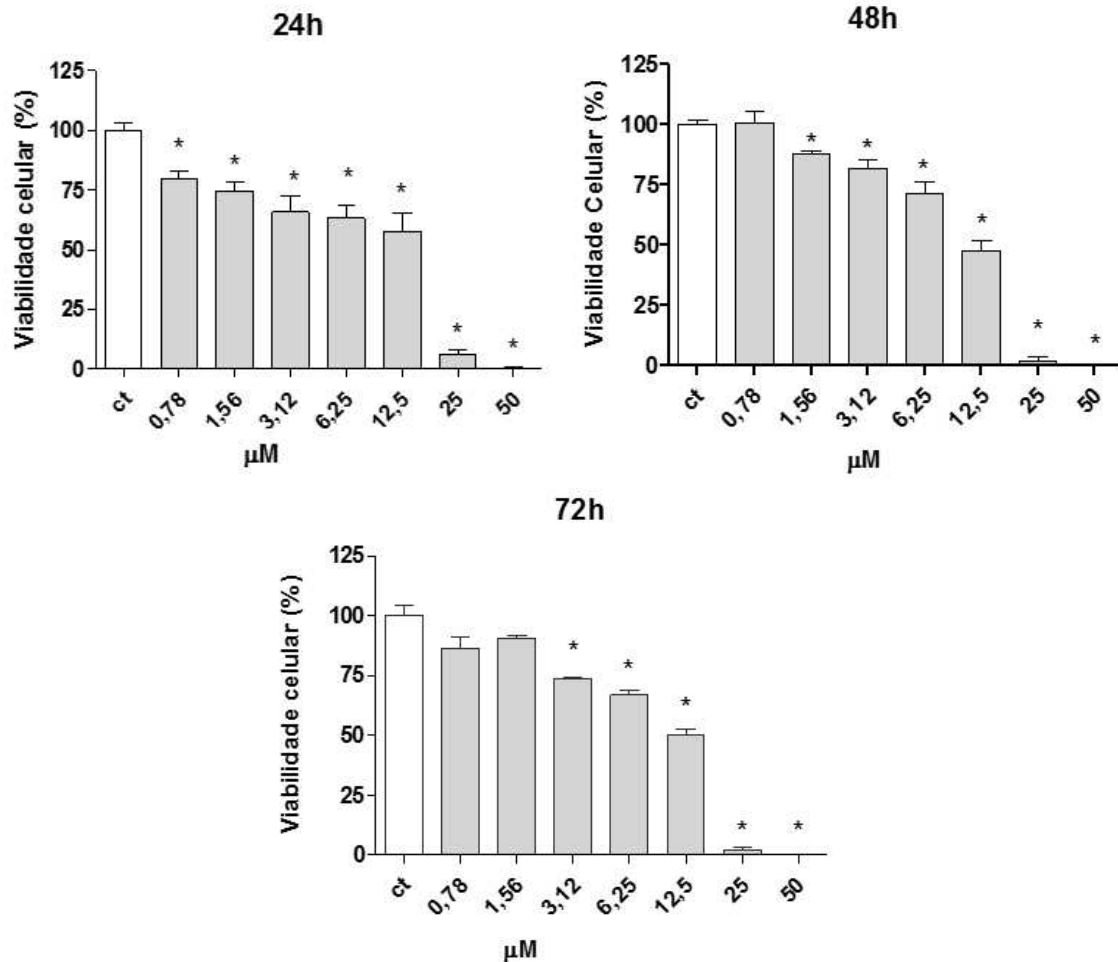 24h
Viabilidade celular (%)
125
100
75
50
25
0
* * * * * * *
ct 0,78 1,56 3,12 6,25 12,5 25 50
µM
48h
Viabilidade Celular (%)
125
100
75
50
25
0
* * * * * *
ct 0,78 1,56 3,12 6,25 12,5 25 50
µM
72h
Viabilidade celular (%)
125
100
75
50
25
0
* * * * *
ct 0,78 1,56 3,12 6,25 12,5 25 50
µM